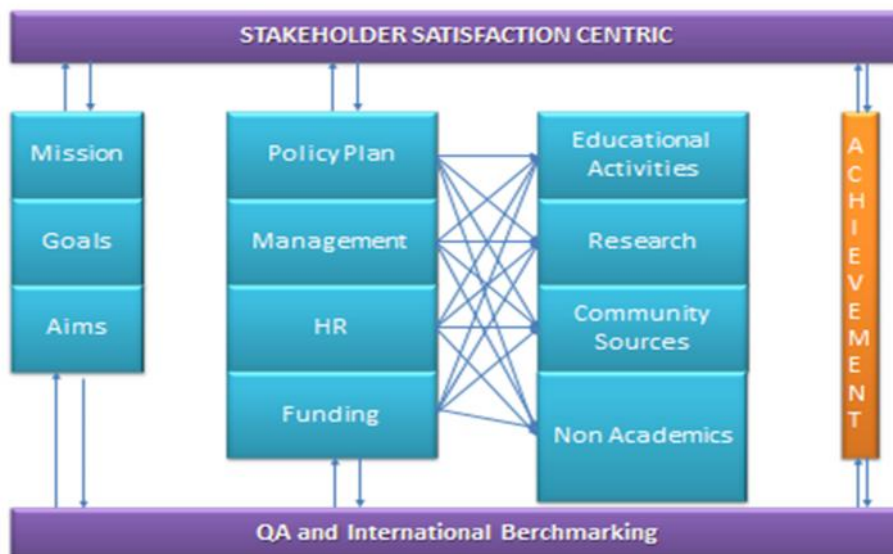 STAKEHOLDER SATISFACTION CENTRIC
Mission
Goals
Aims
Policy Plan
Management
HR
Funding
Educational
Activities
Research
Community
Sources
Non Academics
ACHIEVEMENT
QA and International Berchmarking